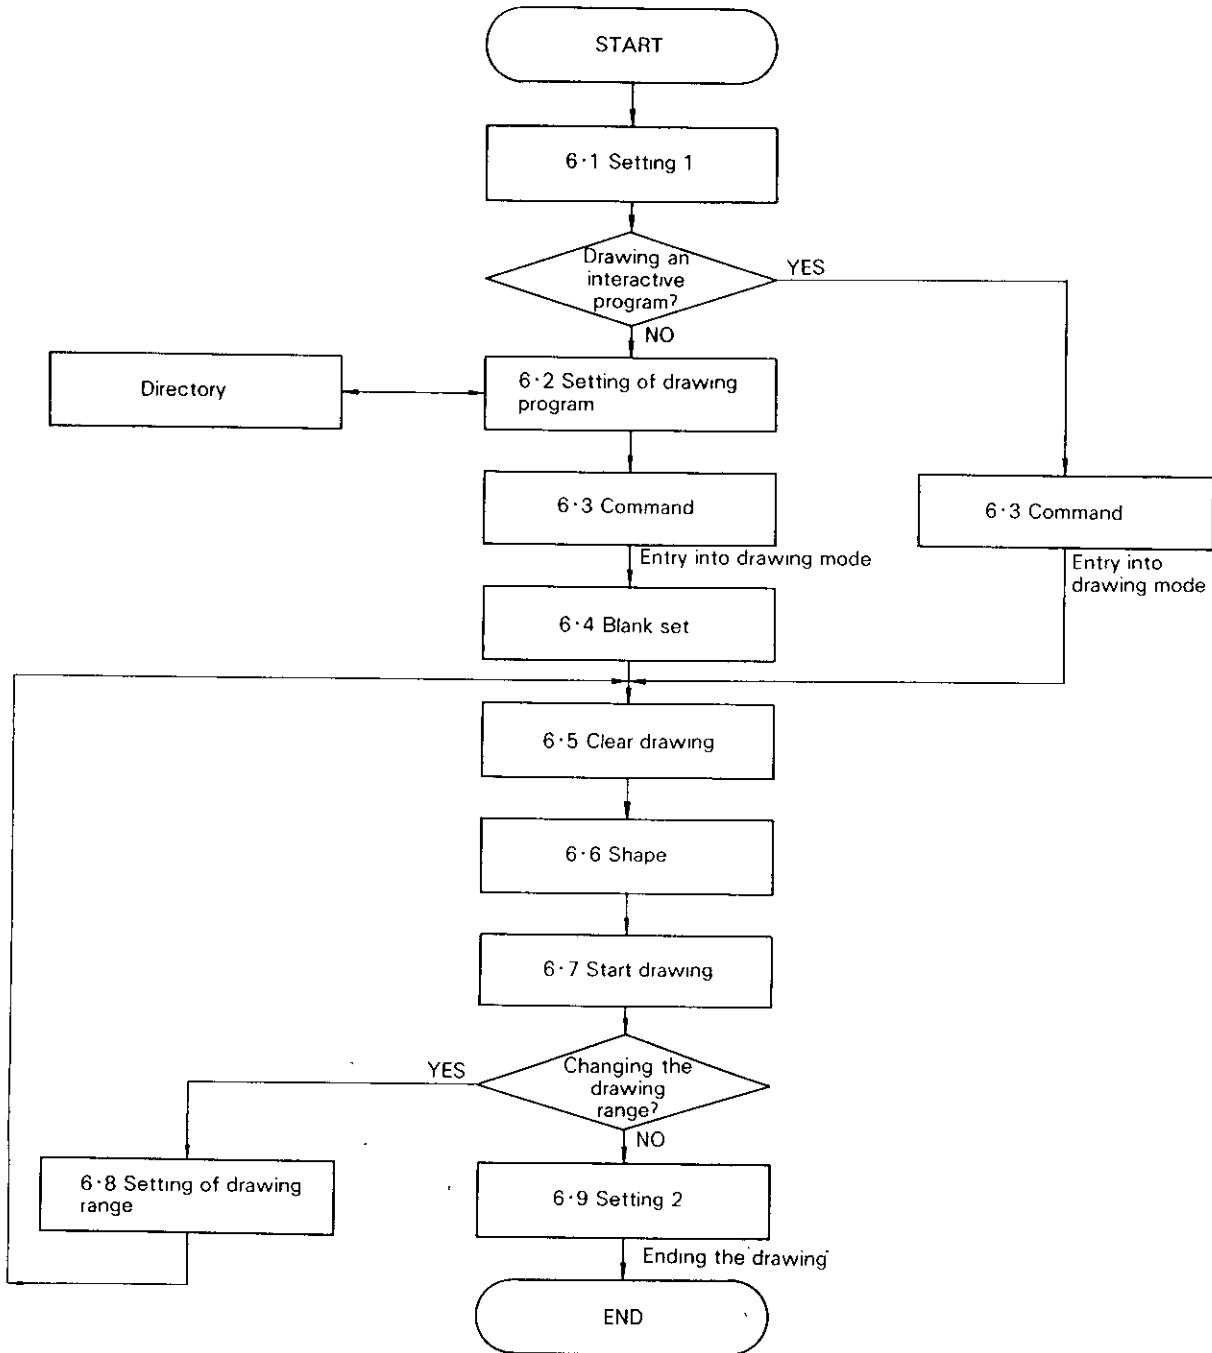 START
6·1 Setting 1
Drawing an
interactive
program?
YES
NO
Directory
6·2 Setting of drawing
program
6·3 Command
6·3 Command
Entry into drawing mode
Entry into
drawing mode
6·4 Blank set
6·5 Clear drawing
6·6 Shape
6·7 Start drawing
Changing the
drawing
range?
YES
NO
6·8 Setting of drawing
range
6·9 Setting 2
Ending the drawing
END